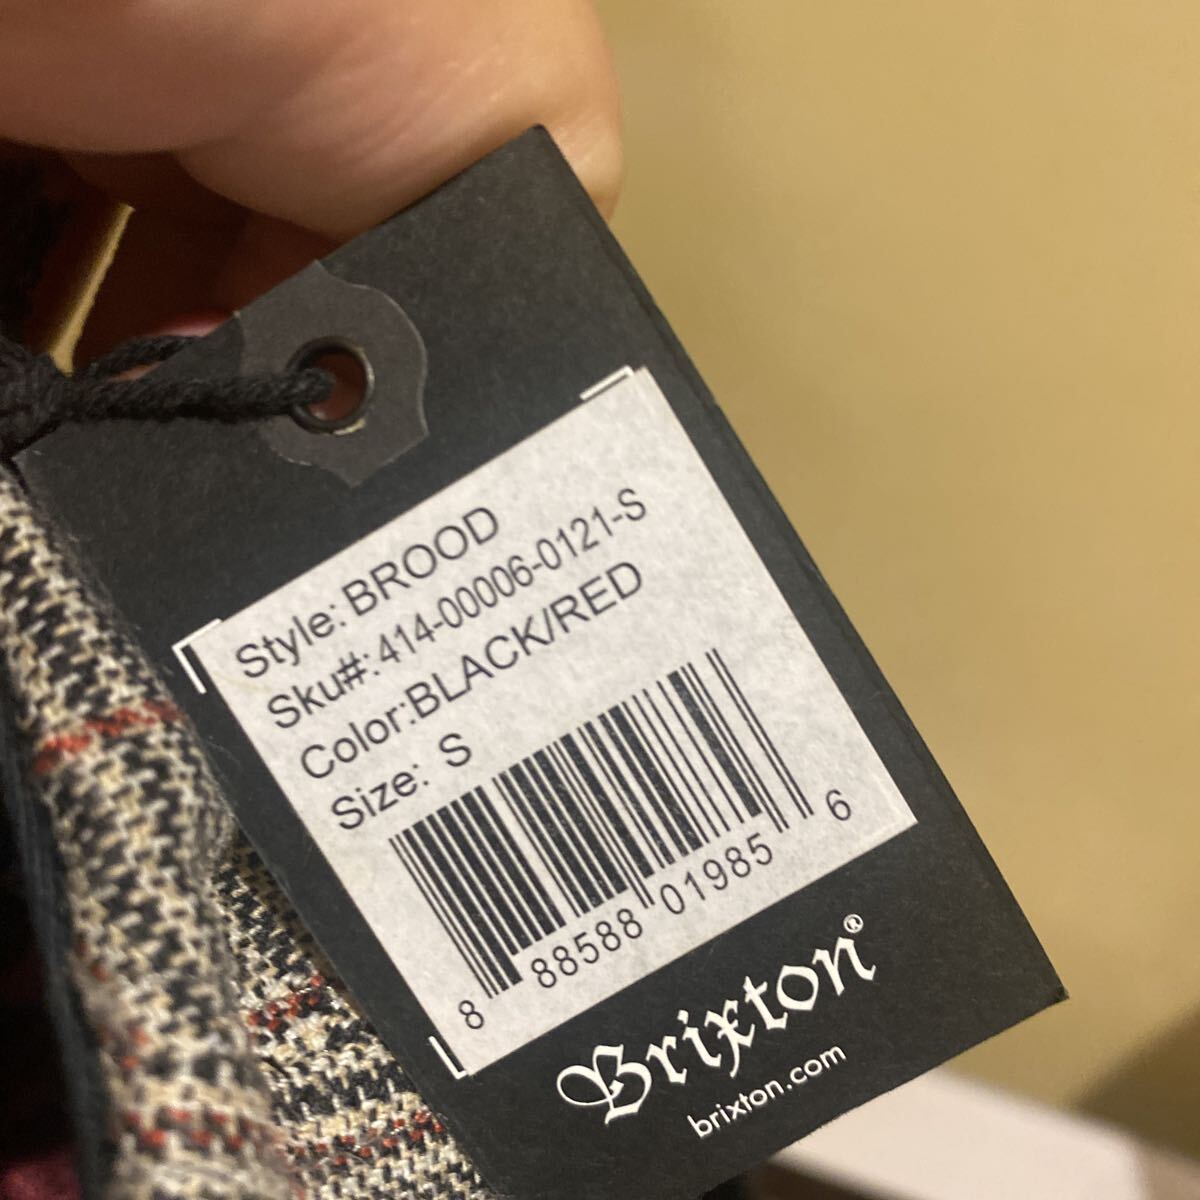 Style: BROOD
Sku#:414-00006-0121-S
Color:BLACK/RED
Size: S
8 88588 01985 6
Brixton®
brixton.com